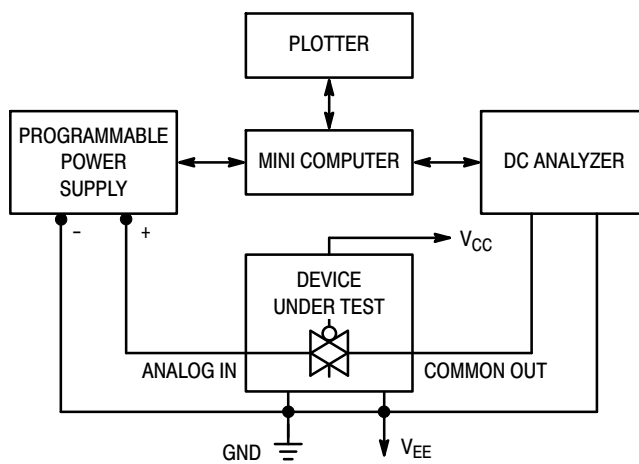 PLOTTER
PROGRAMMABLE
POWER
SUPPLY
MINI COMPUTER
DC ANALYZER
− +
VCC
DEVICE
UNDER TEST
ANALOG IN
COMMON OUT
GND
VEE